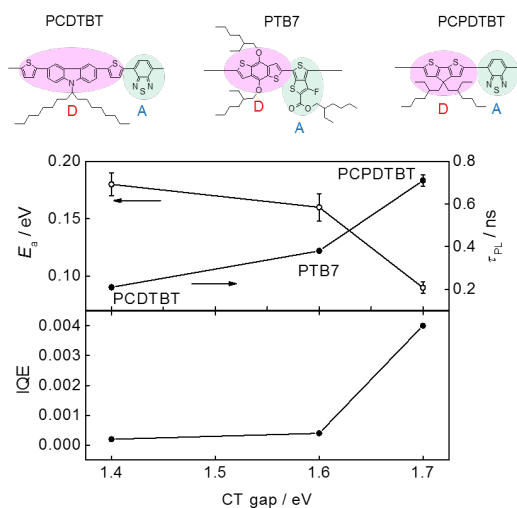 PCDTBT
PTB7
PCPDTBT
S
N
S
N
S
N
D
A
O
S
S
O
D
S
S
F
O
O
A
S
S
N
S
N
D
A
0.20
0.15
0.10
Eₐ / eV
PCPDTBT
PTB7
PCDTBT
0.8
0.6
0.4
0.2
τPL / ns
0.004
0.003
0.002
0.001
0.000
IQE
1.4 1.5 1.6 1.7
CT gap / eV